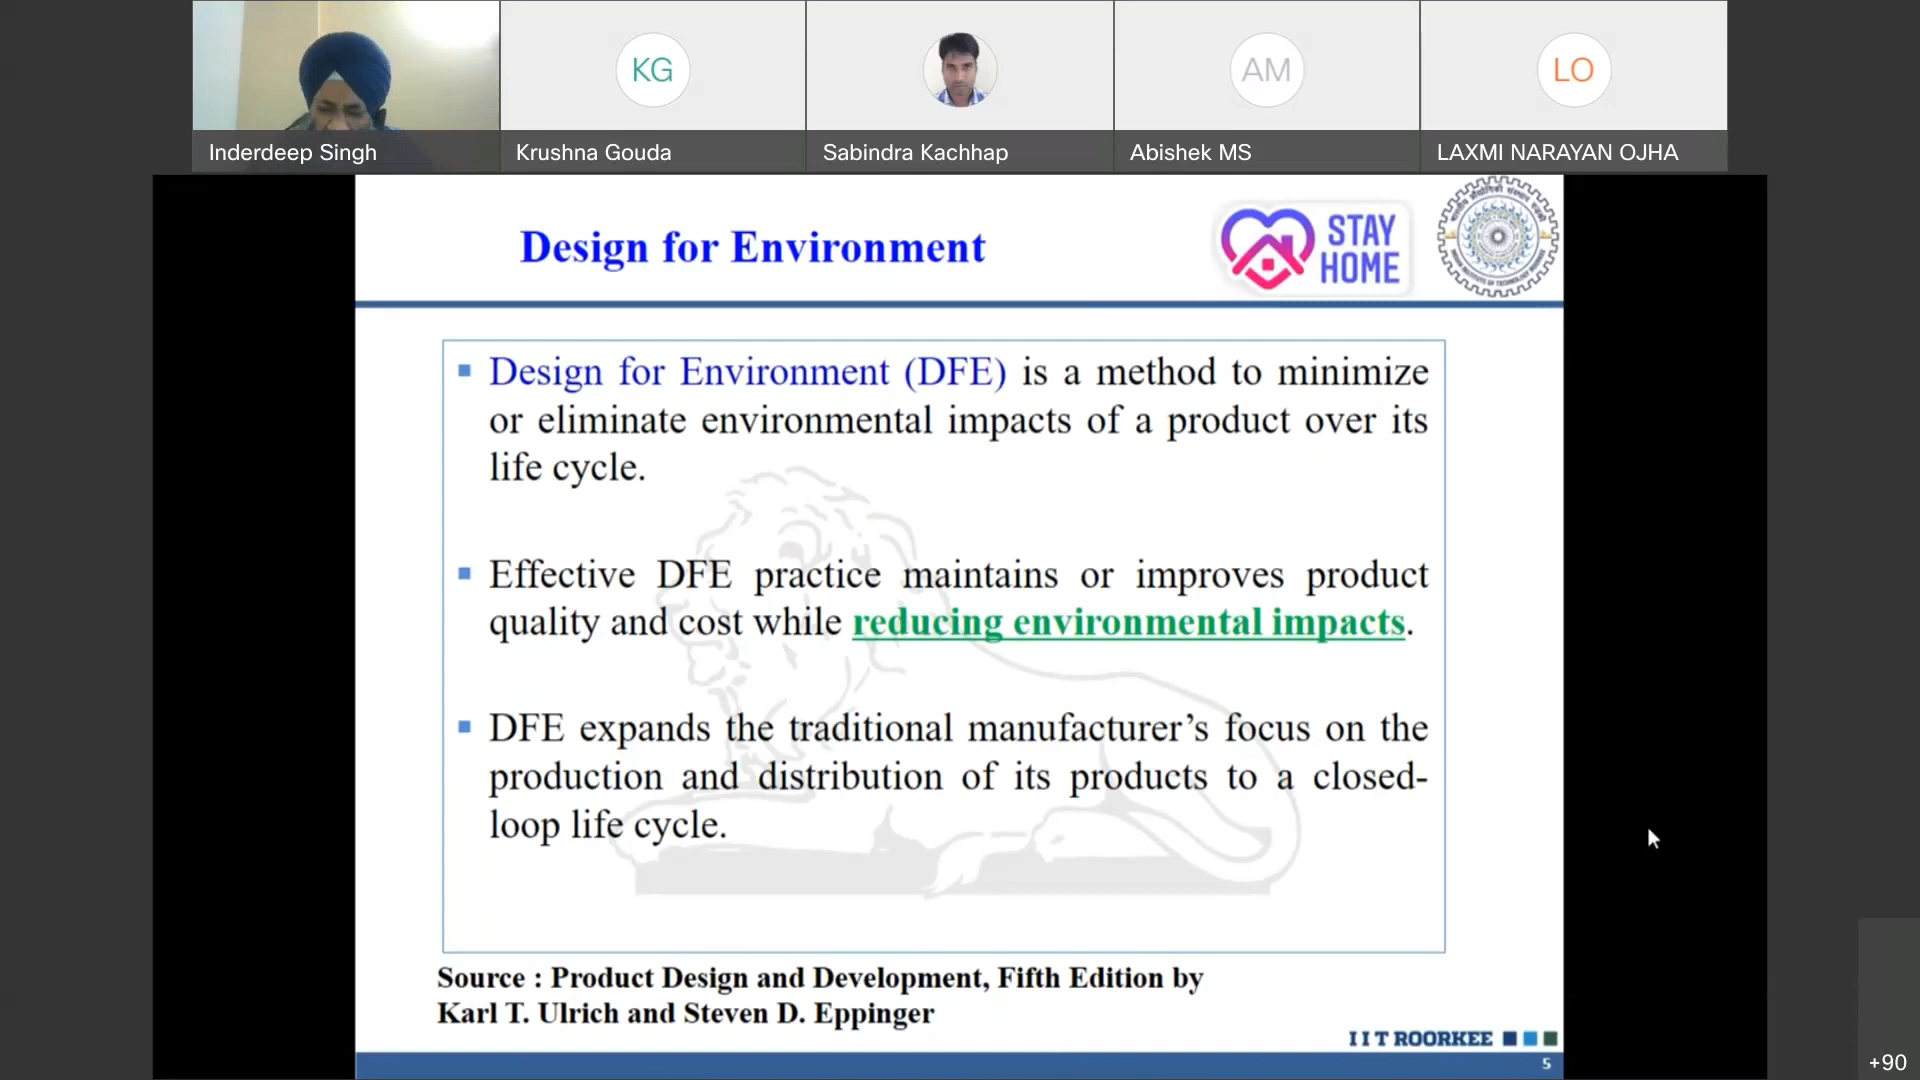 KG
AM
LO
Inderdeep Singh
Krushna Gouda
Sabindra Kachhap
Abishek MS
LAXMI NARAYAN OJHA
Design for Environment
STAY
HOME
Design for Environment (DFE) is a method to minimize
or eliminate environmental impacts of a product over its
life cycle.
Effective DFE practice maintains or improves product
quality and cost while reducing environmental impacts.
DFE expands the traditional manufacturer’s focus on the
production and distribution of its products to a closed-
loop life cycle.
Source : Product Design and Development, Fifth Edition by
Karl T. Ulrich and Steven D. Eppinger
I I T ROORKEE
5
+90